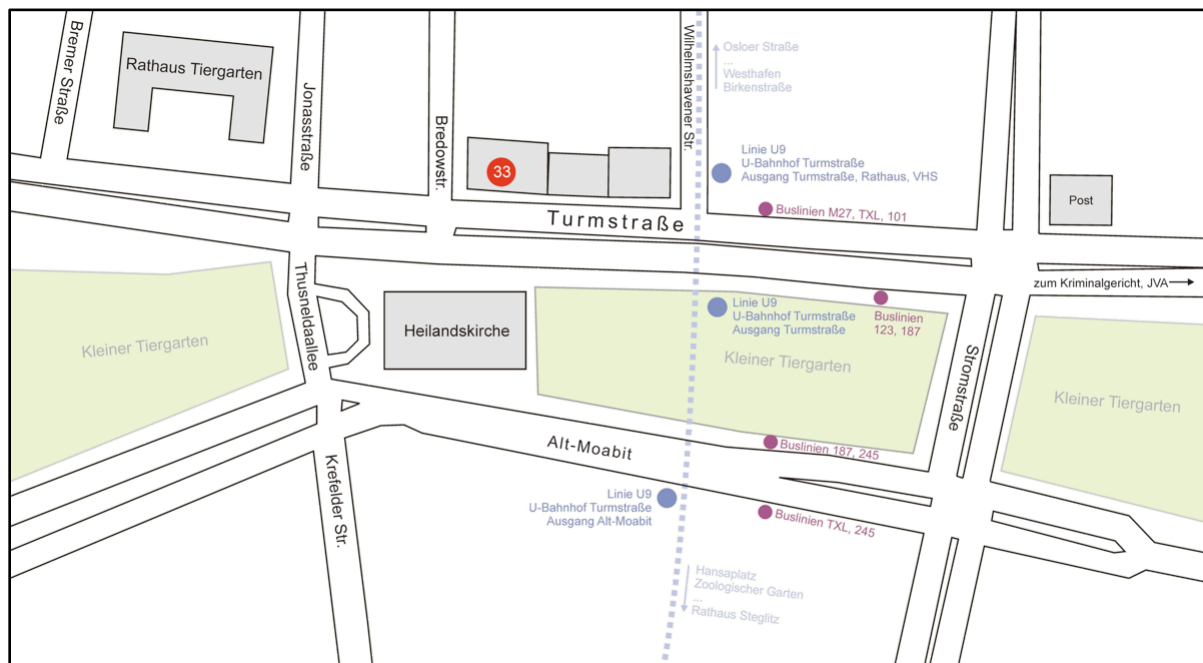 Bremer Straße
Rathaus Tiergarten
Jonasstraße
Bredowstr.
33
Wilhelmshavener Str.
Osloer Straße
...
Westhafen
Birkenstraße
Linie U9
U-Bahnhof Turmstraße
Ausgang Turmstraße, Rathaus, VHS
Buslinien M27, TXL, 101
Post
Turmstraße
zum Kriminalgericht, JVA
Kleiner Tiergarten
Thusneldaallee
Heilandskirche
Linie U9
U-Bahnhof Turmstraße
Ausgang Turmstraße
Buslinien
123, 187
Kleiner Tiergarten
Stromstraße
Kleiner Tiergarten
Alt-Moabit
Buslinien 187, 245
Krefelder Str.
Linie U9
U-Bahnhof Turmstraße
Ausgang Alt-Moabit
Buslinien TXL, 245
Hansaplatz
Zoologischer Garten
...
Rathaus Steglitz